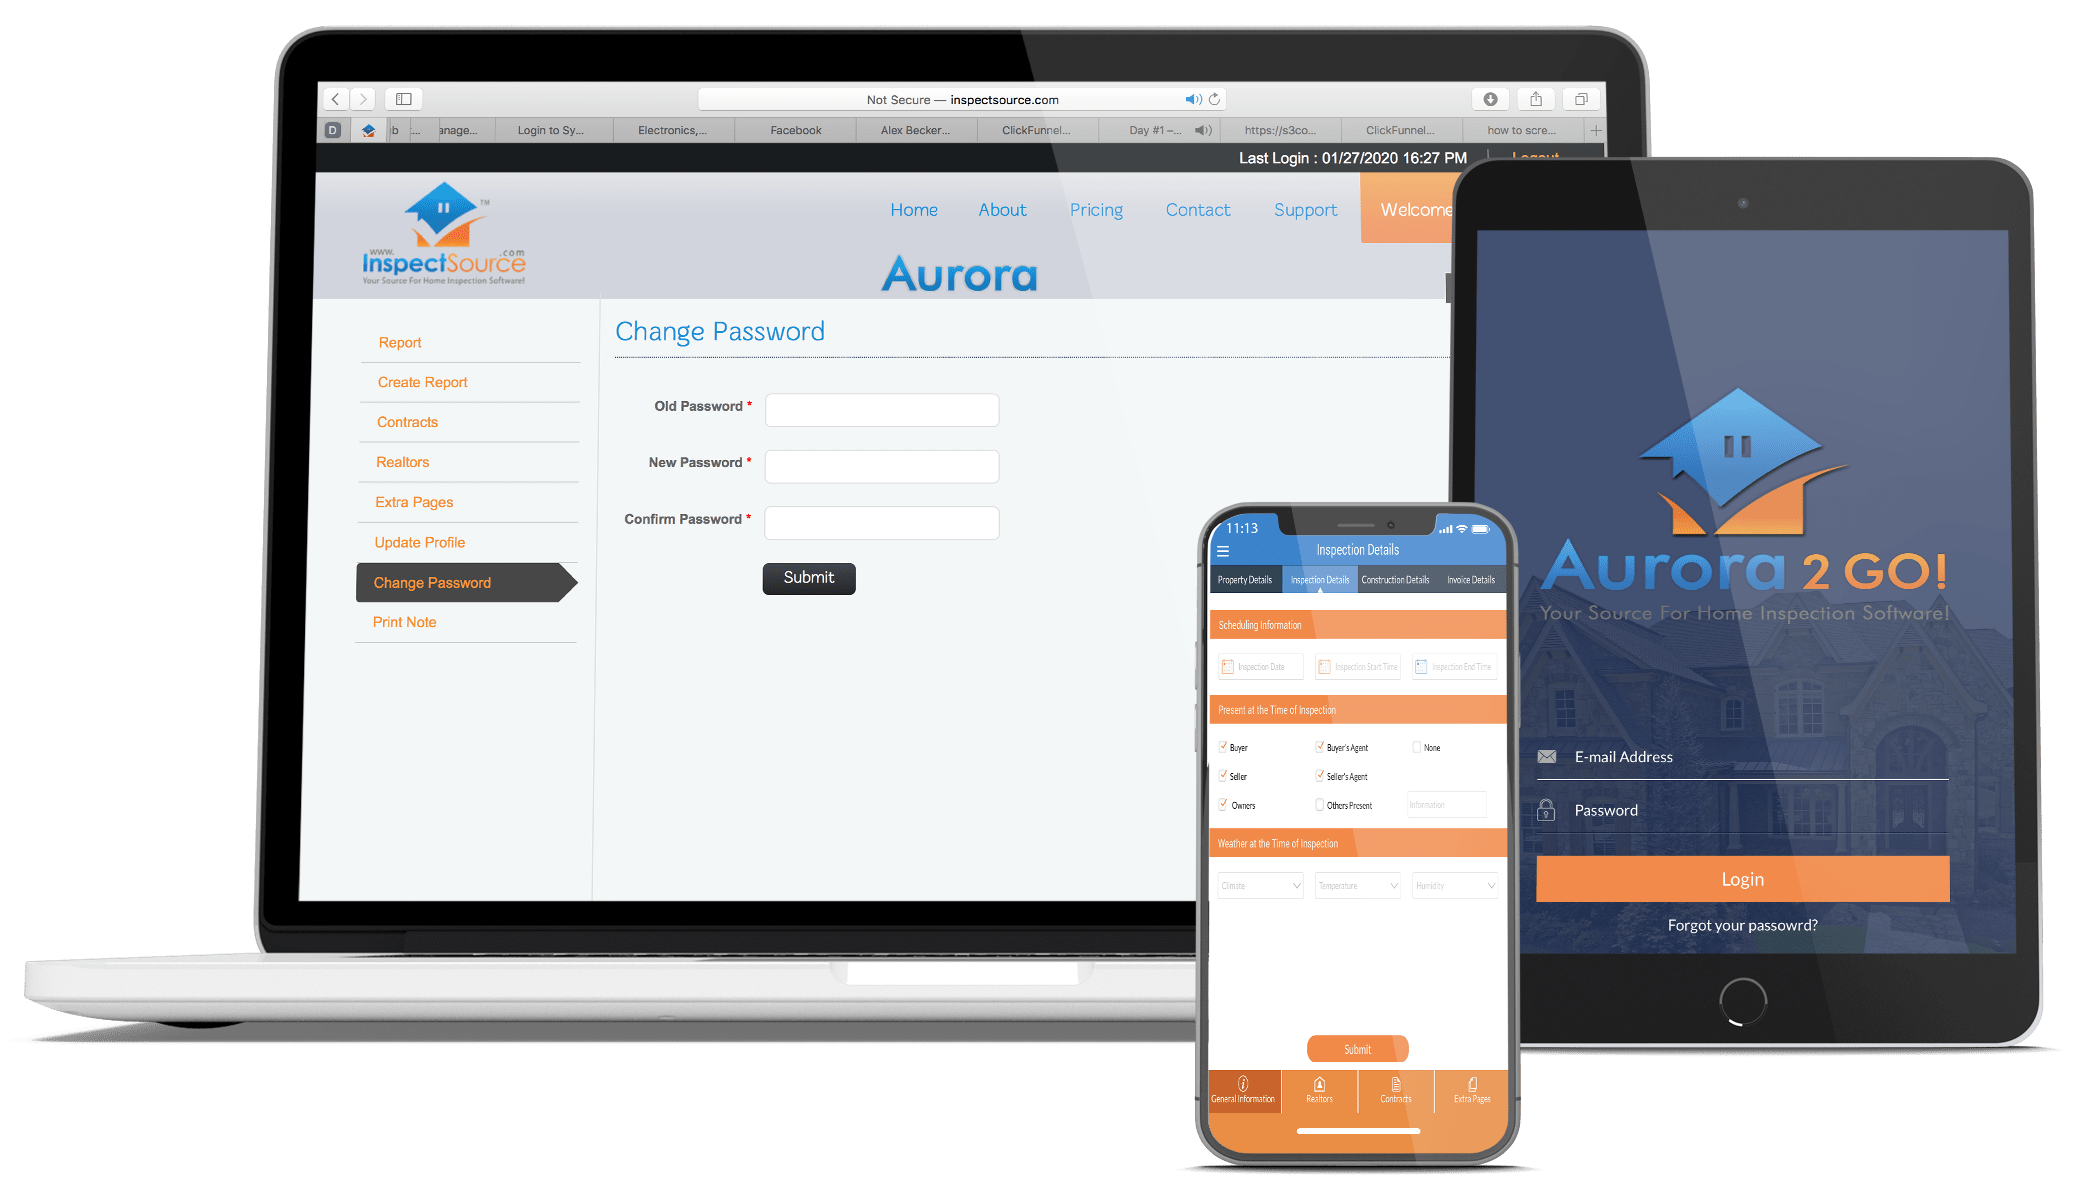 Not Secure — inspectsource.com
D
anage...
Login to Sy...
Electronics,...
Facebook
Alex Becker...
ClickFunnel...
Day #1 –...
https://s3co...
ClickFunnel...
how to scre...
Last Login : 01/27/2020 16:27 PM
Logout
www.
.com
InspectSource
TM
Your Source For Home Inspection Software!
Home
About
Pricing
Contact
Support
Welcome
Aurora
Report
Create Report
Contracts
Realtors
Extra Pages
Update Profile
Change Password
Print Note
Change Password
Old Password *
New Password *
Confirm Password *
Submit
11:13
Inspection Details
Property Details
Inspection Details
Construction Details
Invoice Details
Scheduling Information
Inspection Date
Inspection Start Time
Inspection End Time
Present at the Time of Inspection
Buyer
Buyer's Agent
None
Seller
Seller's Agent
Owners
Others Present
Information
Weather at the Time of Inspection
Climate
Temperature
Humidity
Submit
General Information
Realtors
Contracts
Extra Pages
Aurora 2 GO!
Your Source For Home Inspection Software!
E-mail Address
Password
Login
Forgot your passowrd?